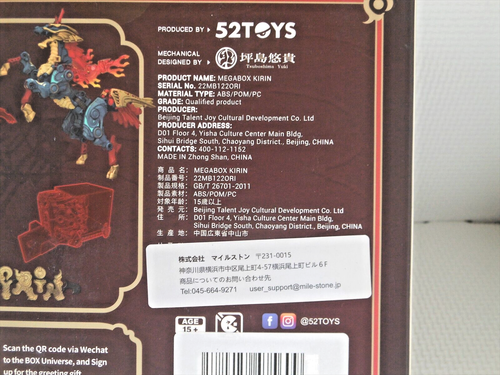 PRODUCED BY 52TOYS
MECHANICAL
DESIGNED BY 坪島悠貴
Tsuboshima Yuki
PRODUCT NAME: MEGABOX KIRIN
SERIAL No. 22MB122ORI
MATERIAL TYPE: ABS/POM/PC
GRADE: Qualified product
PRODUCER:
Beijing Talent Joy Cultural Development Co. Ltd
PRODUCER ADDRESS:
D01 Floor 4, Yisha Culture Center Main Bldg,
Sihui Bridge South, Chaoyang District., Beijing,
CHINA
CONTACTS: 400-112-1152
MADE IN Zhong Shan, CHINA
商 品 名: MEGABOX KIRIN
制品番号: 22MB122ORI
製品規格: GB/T 26701-2011
製品素材: ABS/POM/PC
対象年齢: 15歳以上
発 売 元: Beijing Talent Joy Cultural Development Co. Ltd
住 所: D01 Floor 4, Yisha Culture Center Main Bldg,
Sihui Bridge South, Chaoyang District., Beijing, CHINA
生 産 地: 中国広東省中山市
株式会社 マイルストン 〒231-0015
神奈川県横浜市中区尾上町4-57横浜尾上町ビル6F
商品についてのお問い合わせ先
Tel:045-664-9271 user_support@mile-stone.jp
AGE
15+
@52TOYS
Scan the QR code via Wechat
to the BOX Universe, and Sign
up for the greeting gift